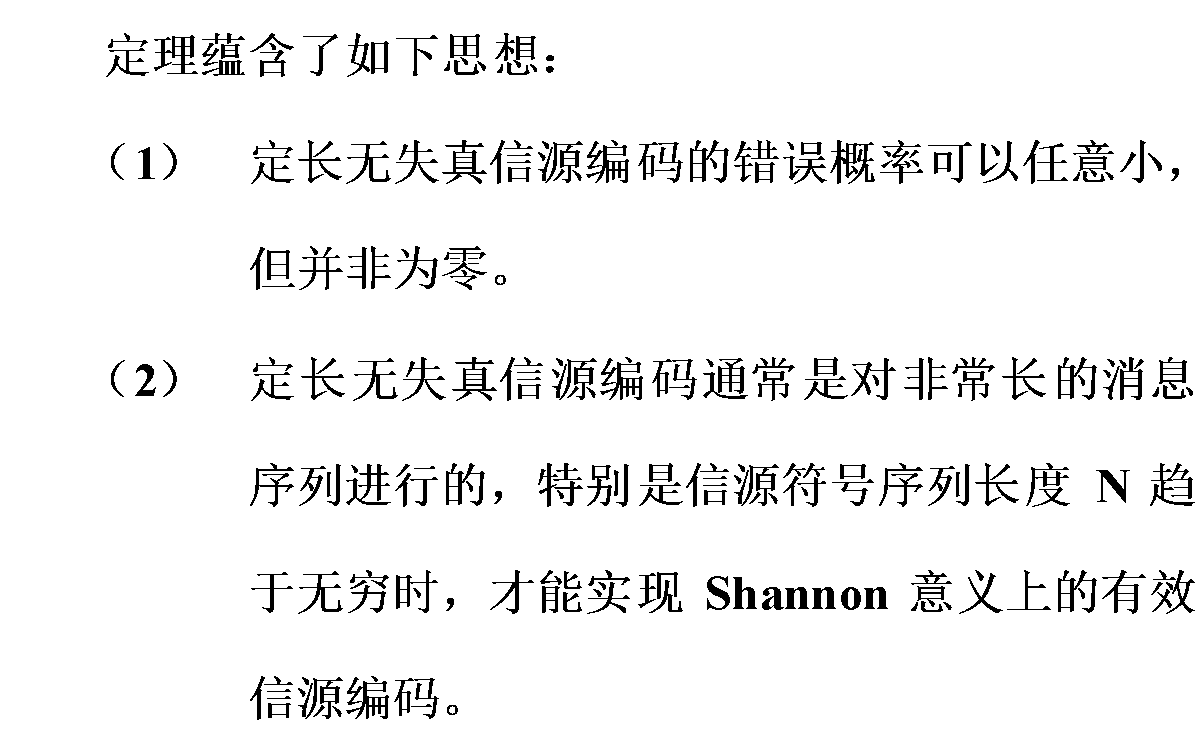 定理蕴含了如下思想：
（1） 定长无失真信源编码的错误概率可以任意小，
但并非为零。
（2） 定长无失真信源编码通常是对非常长的消息
序列进行的，特别是信源符号序列长度 N 趋
于无穷时，才能实现 Shannon 意义上的有效
信源编码。